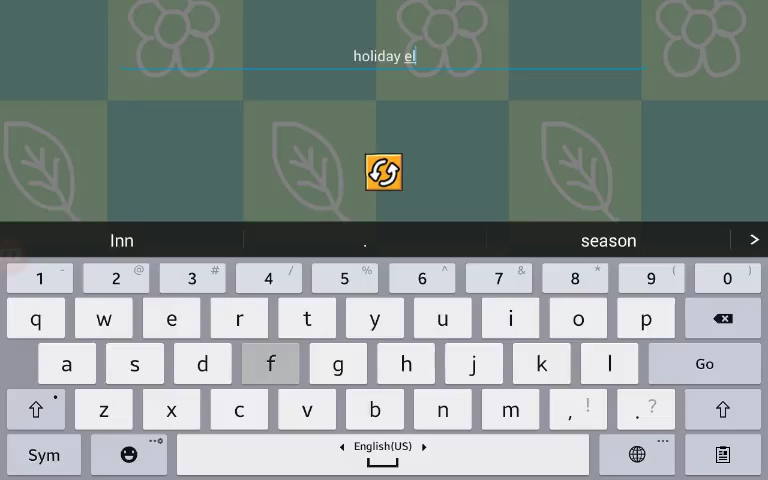 holiday el
Inn . season >
1 - 2 @ 3 # 4 / 5 % 6 ^ 7 & 8 * 9 ( 0 )
q w e r t y u i o p
a s d f g h j k l Go
z x c v b n m , ! . ?
Sym English(US)